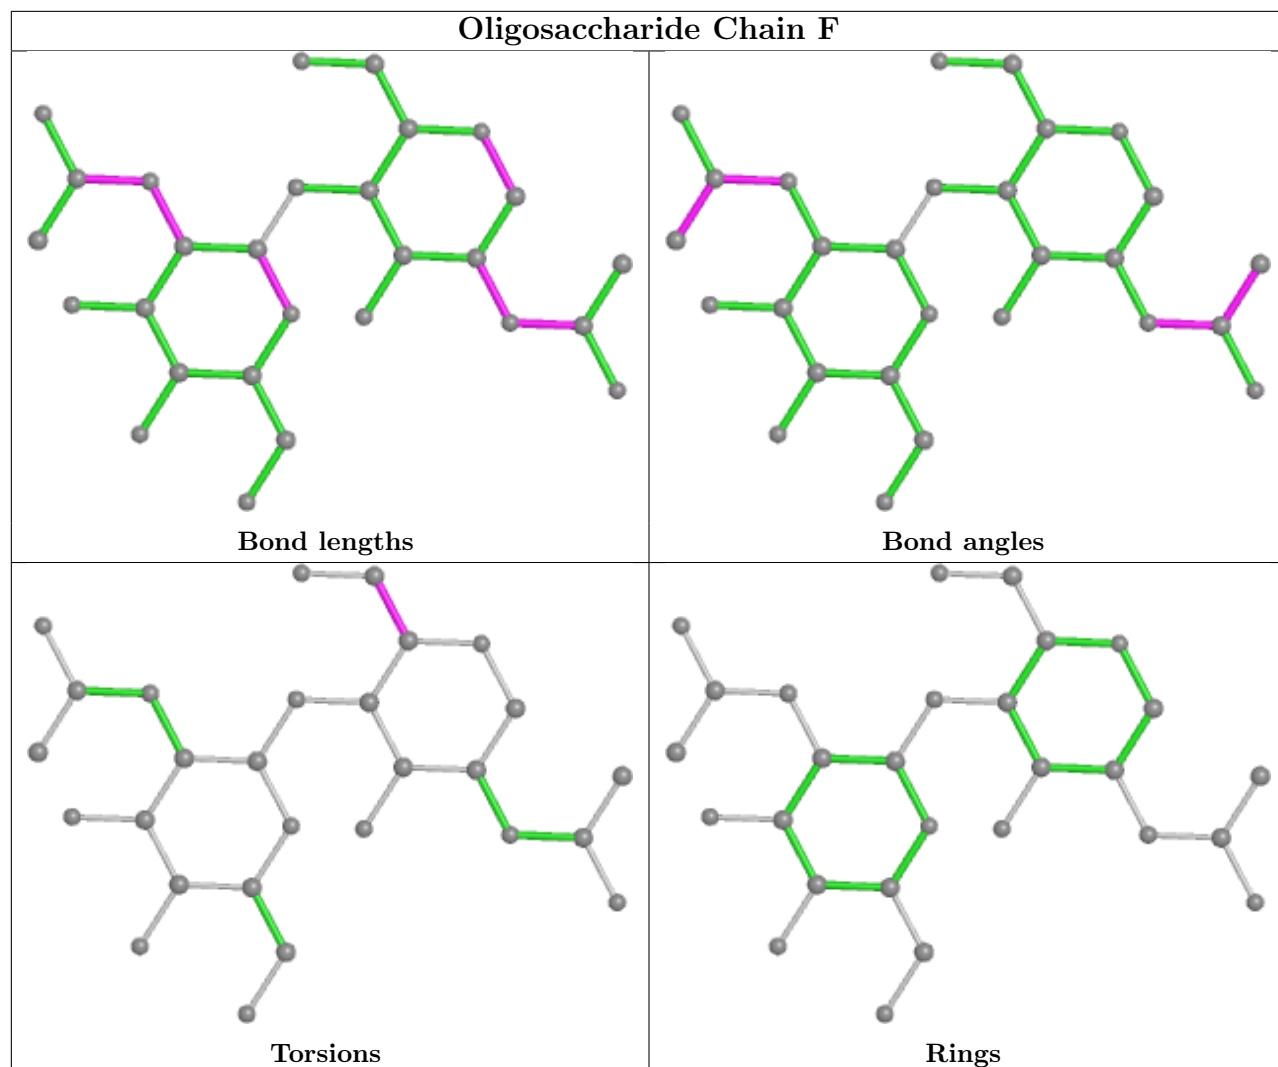 Oligosaccharide Chain F
Bond lengths
Bond angles
Torsions
Rings